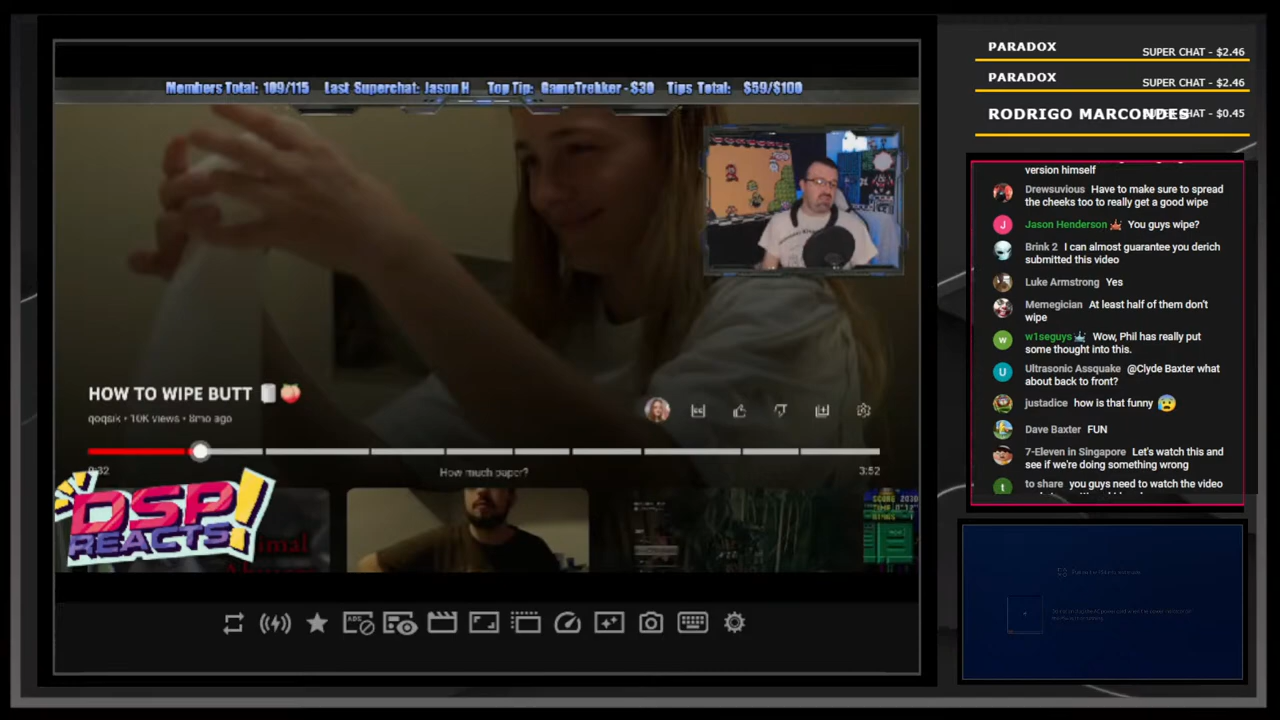 Members Total: 109/115 Last Superchat: Jason H Top Tip: GameTrekker - $30 Tips Total: $59/$100
HOW TO WIPE BUTT 🧻🍑
qoqsik • 10K views • 8mo ago
0:32
How much paper?
3:52
DSP
REACTS!
SCORE
TIME
ADS
PARADOX SUPER CHAT - $2.46
PARADOX SUPER CHAT - $2.46
RODRIGO MARCONDES CHAT - $0.45
version himself
Drewsuvious Have to make sure to spread
the cheeks too to really get a good wipe
J Jason Henderson You guys wipe?
Brink 2 I can almost guarantee you derich
submitted this video
Luke Armstrong Yes
Memegician At least half of them don't
wipe
w w1seguys Wow, Phil has really put
some thought into this.
U Ultrasonic Assquake @Clyde Baxter what
about back to front?
justadice how is that funny 😰
Dave Baxter FUN
7-Eleven in Singapore Let's watch this and
see if we're doing something wrong
t to share you guys need to watch the video